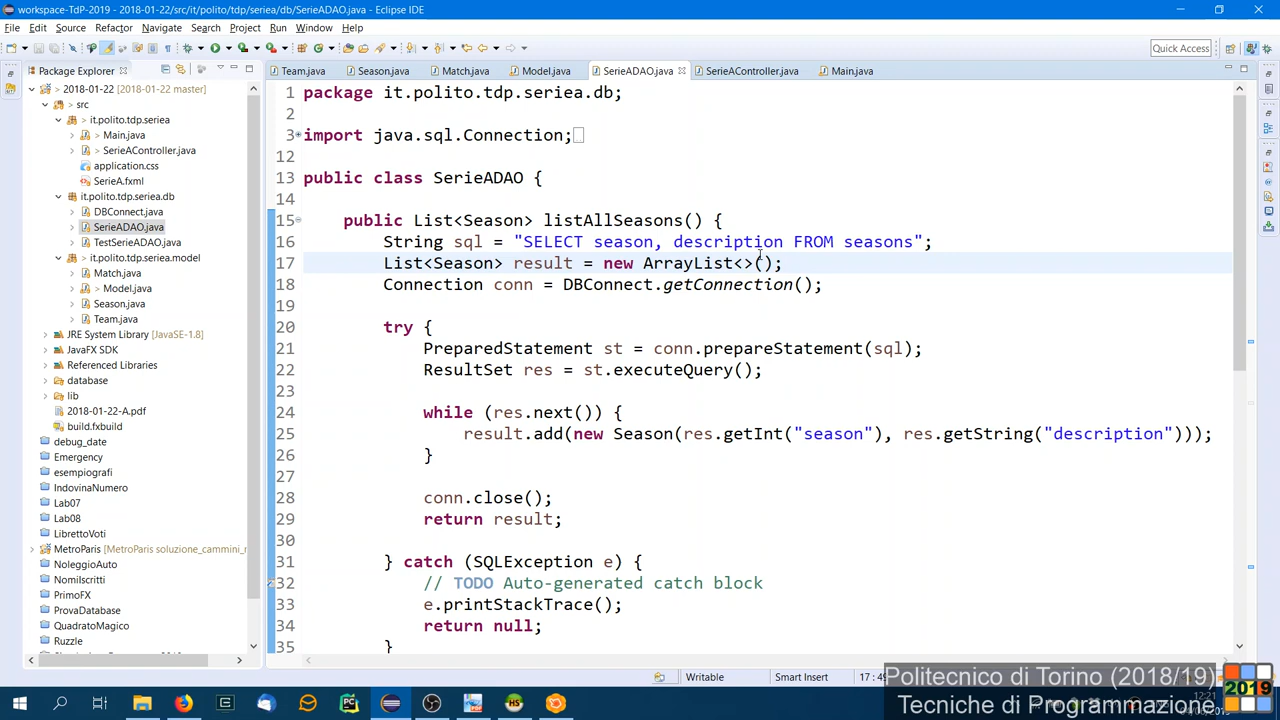 workspace-TdP-2019 - 2018-01-22/src/it/polito/tdp/seriea/db/SerieADAO.java - Eclipse IDE
File Edit Source Refactor Navigate Search Project Run Window Help
Quick Access
Package Explorer
Team.java Season.java Match.java Model.java SerieADAO.java SerieAController.java Main.java
> 2018-01-22 [2018-01-22 master]
> src
> it.polito.tdp.seriea
> Main.java
> SerieAController.java
application.css
SerieA.fxml
> it.polito.tdp.seriea.db
DBConnect.java
SerieADAO.java
TestSerieADAO.java
> it.polito.tdp.seriea.model
Match.java
> Model.java
Season.java
Team.java
JRE System Library [JavaSE-1.8]
JavaFX SDK
Referenced Libraries
database
lib
2018-01-22-A.pdf
build.fxbuild
debug_date
Emergency
esempiografi
IndovinaNumero
Lab07
Lab08
LibrettoVoti
MetroParis [MetroParis soluzione_cammini_r
NoleggioAuto
NomiIscritti
PrimoFX
ProvaDatabase
QuadratoMagico
Ruzzle
1 package it.polito.tdp.seriea.db;
2
3 import java.sql.Connection;
12
13 public class SerieADAO {
14
15 public List<Season> listAllSeasons() {
16 String sql = "SELECT season, description FROM seasons";
17 List<Season> result = new ArrayList<>();
18 Connection conn = DBConnect.getConnection();
19
20 try {
21 PreparedStatement st = conn.prepareStatement(sql);
22 ResultSet res = st.executeQuery();
23
24 while (res.next()) {
25 result.add(new Season(res.getInt("season"), res.getString("description")));
26 }
27
28 conn.close();
29 return result;
30
31 } catch (SQLException e) {
32 // TODO Auto-generated catch block
33 e.printStackTrace();
34 return null;
35 }
Writable Smart Insert 17 : 49
Politecnico di Torino (2018/19)
Tecniche di Programmazione
2019
12:21